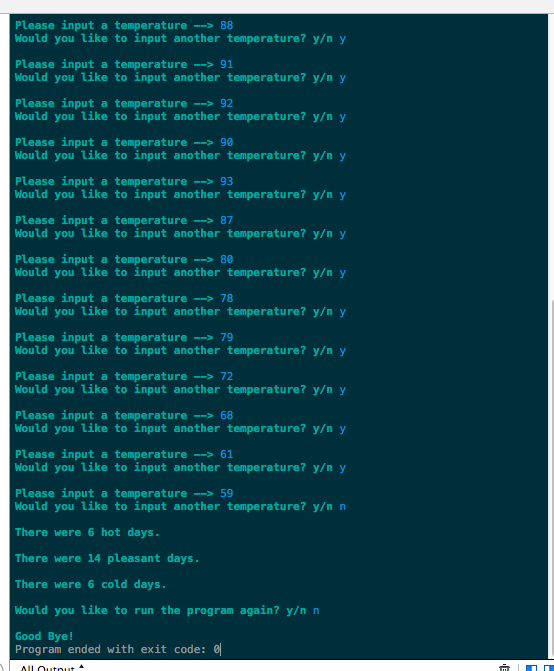 Please input a temperature ——> 88
Would you like to input another temperature? y/n y
Please input a temperature ——> 91
Would you like to input another temperature? y/n y
Please input a temperature ——> 92
Would you like to input another temperature? y/n y
Please input a temperature ——> 90
Would you like to input another temperature? y/n y
Please input a temperature ——> 93
Would you like to input another temperature? y/n y
Please input a temperature ——> 87
Would you like to input another temperature? y/n y
Please input a temperature ——> 80
Would you like to input another temperature? y/n y
Please input a temperature ——> 78
Would you like to input another temperature? y/n y
Please input a temperature ——> 79
Would you like to input another temperature? y/n y
Please input a temperature ——> 72
Would you like to input another temperature? y/n y
Please input a temperature ——> 68
Would you like to input another temperature? y/n y
Please input a temperature ——> 61
Would you like to input another temperature? y/n y
Please input a temperature ——> 59
Would you like to input another temperature? y/n n
There were 6 hot days.
There were 14 pleasant days.
There were 6 cold days.
Would you like to run the program again? y/n n
Good Bye!
Program ended with exit code: 0
All Output